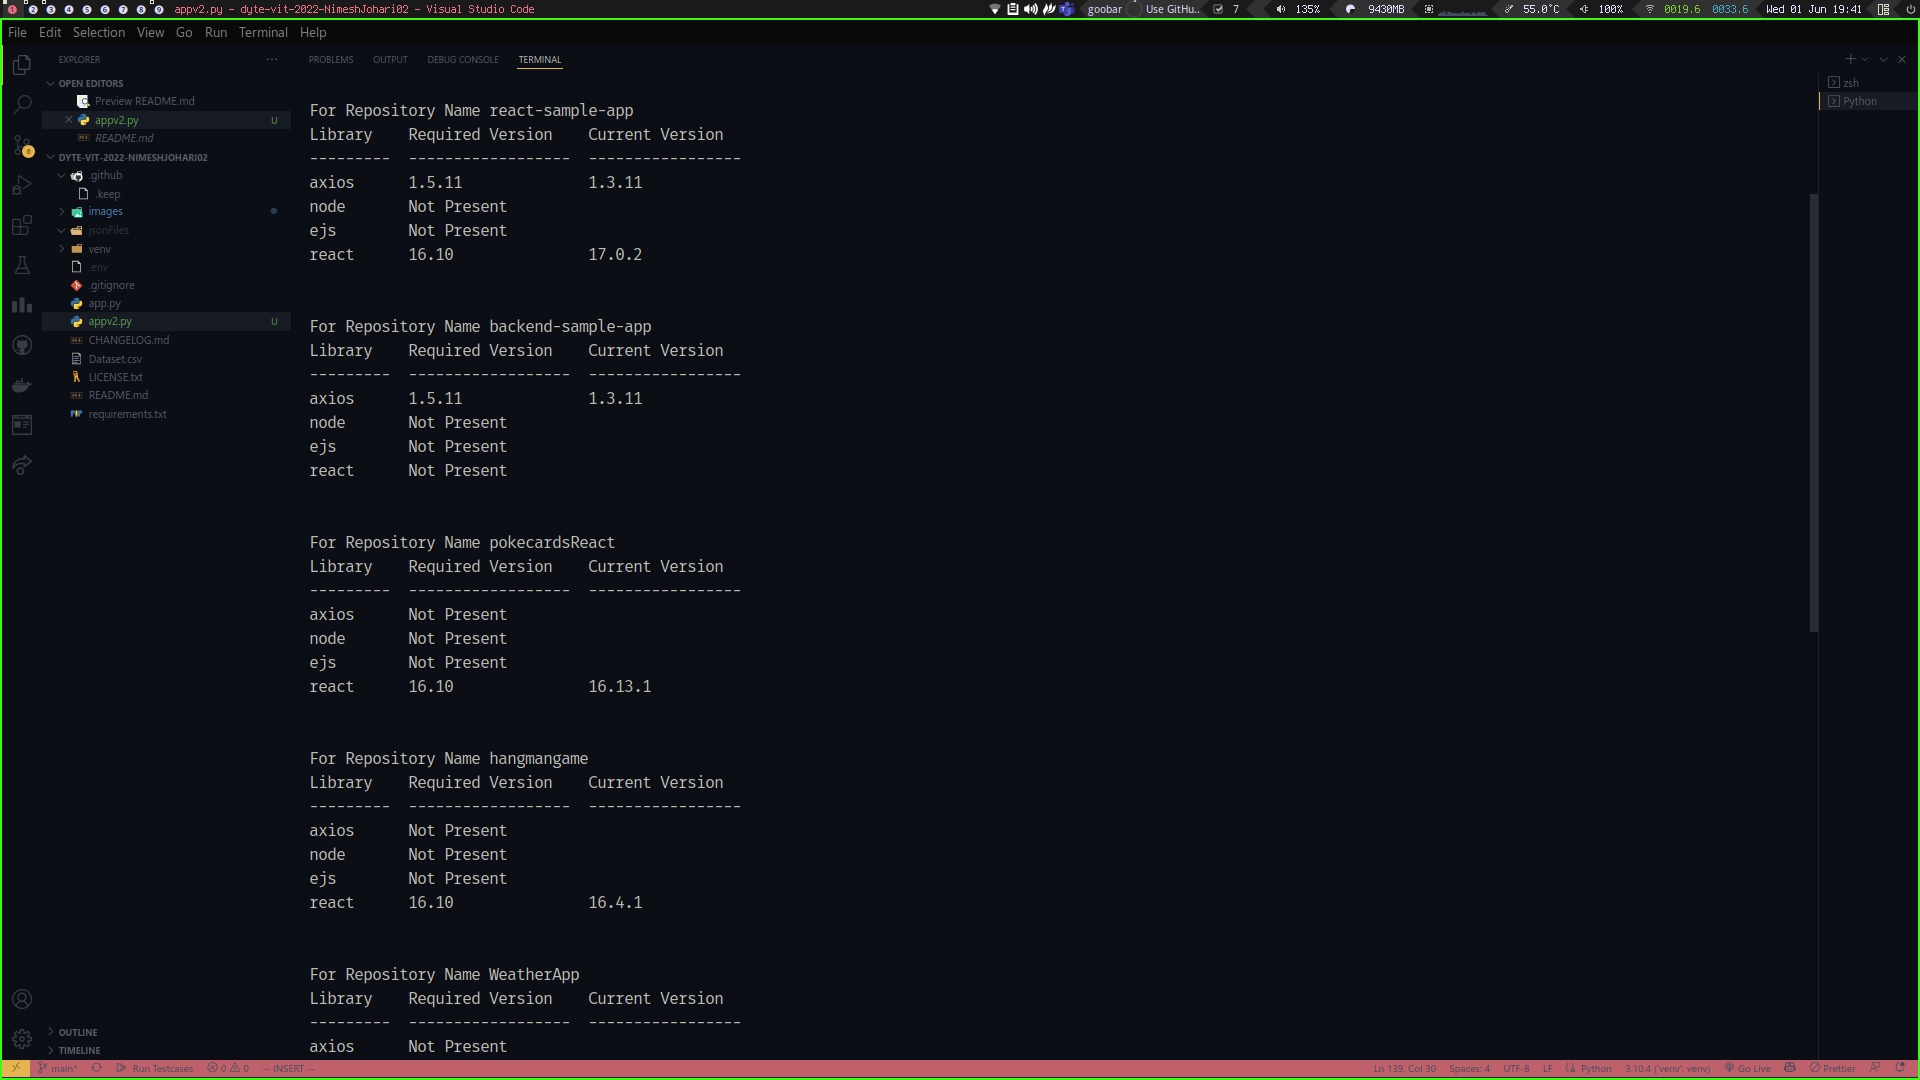 1 2 3 4 5 6 7 8 9 appv2.py - dyte-vit-2022-NimeshJohari02 - Visual Studio Code goobar Use GitHu.. 7 135% 9430MB 55.0°C 100% 0019.6 0033.6 Wed 01 Jun 19:41
File Edit Selection View Go Run Terminal Help
EXPLORER ···
OPEN EDITORS
Preview README.md
appv2.py U
README.md
DYTE-VIT-2022-NIMESHJOHARI02
.github
.keep
images
jsonFiles
venv
.env
.gitignore
app.py
appv2.py U
CHANGELOG.md
Dataset.csv
LICENSE.txt
README.md
requirements.txt
OUTLINE
TIMELINE
PROBLEMS OUTPUT DEBUG CONSOLE TERMINAL
zsh
Python
For Repository Name react-sample-app
Library Required Version Current Version
--------- ------------------ -----------------
axios 1.5.11 1.3.11
node Not Present
ejs Not Present
react 16.10 17.0.2
For Repository Name backend-sample-app
Library Required Version Current Version
--------- ------------------ -----------------
axios 1.5.11 1.3.11
node Not Present
ejs Not Present
react Not Present
For Repository Name pokecardsReact
Library Required Version Current Version
--------- ------------------ -----------------
axios Not Present
node Not Present
ejs Not Present
react 16.10 16.13.1
For Repository Name hangmangame
Library Required Version Current Version
--------- ------------------ -----------------
axios Not Present
node Not Present
ejs Not Present
react 16.10 16.4.1
For Repository Name WeatherApp
Library Required Version Current Version
--------- ------------------ -----------------
axios Not Present
main* Run Testcases 0 0 -- INSERT -- Ln 139, Col 30 Spaces: 4 UTF-8 LF Python 3.10.4 ('venv': venv) Go Live Prettier